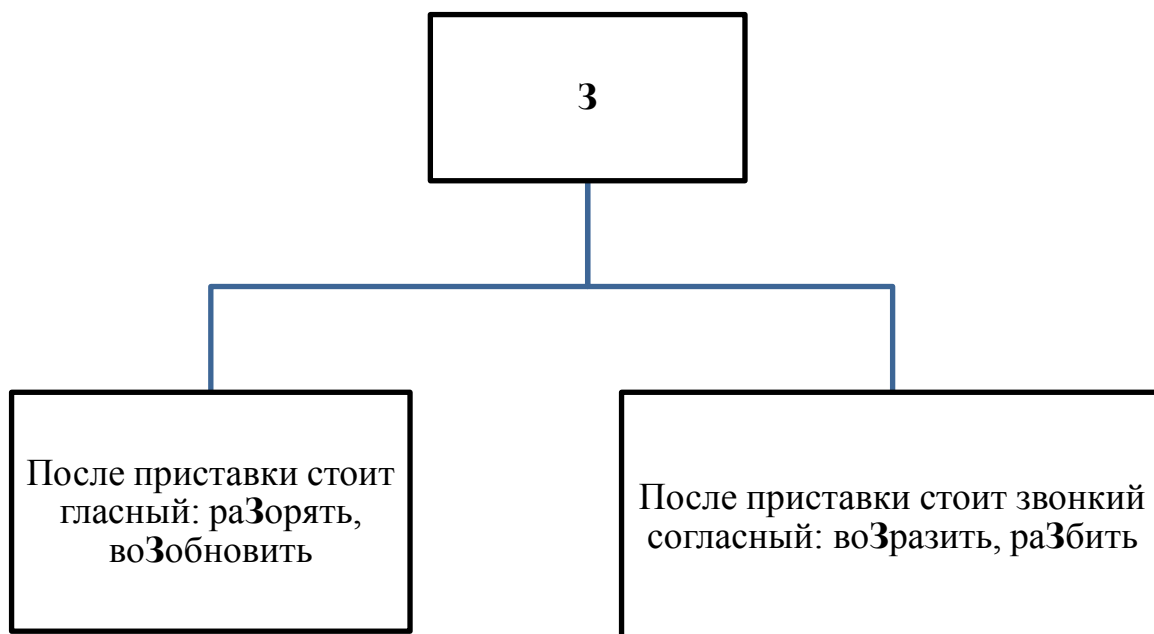 З
После приставки стоит
гласный: раЗорять,
воЗобновить
После приставки стоит звонкий
согласный: воЗразить, раЗбить